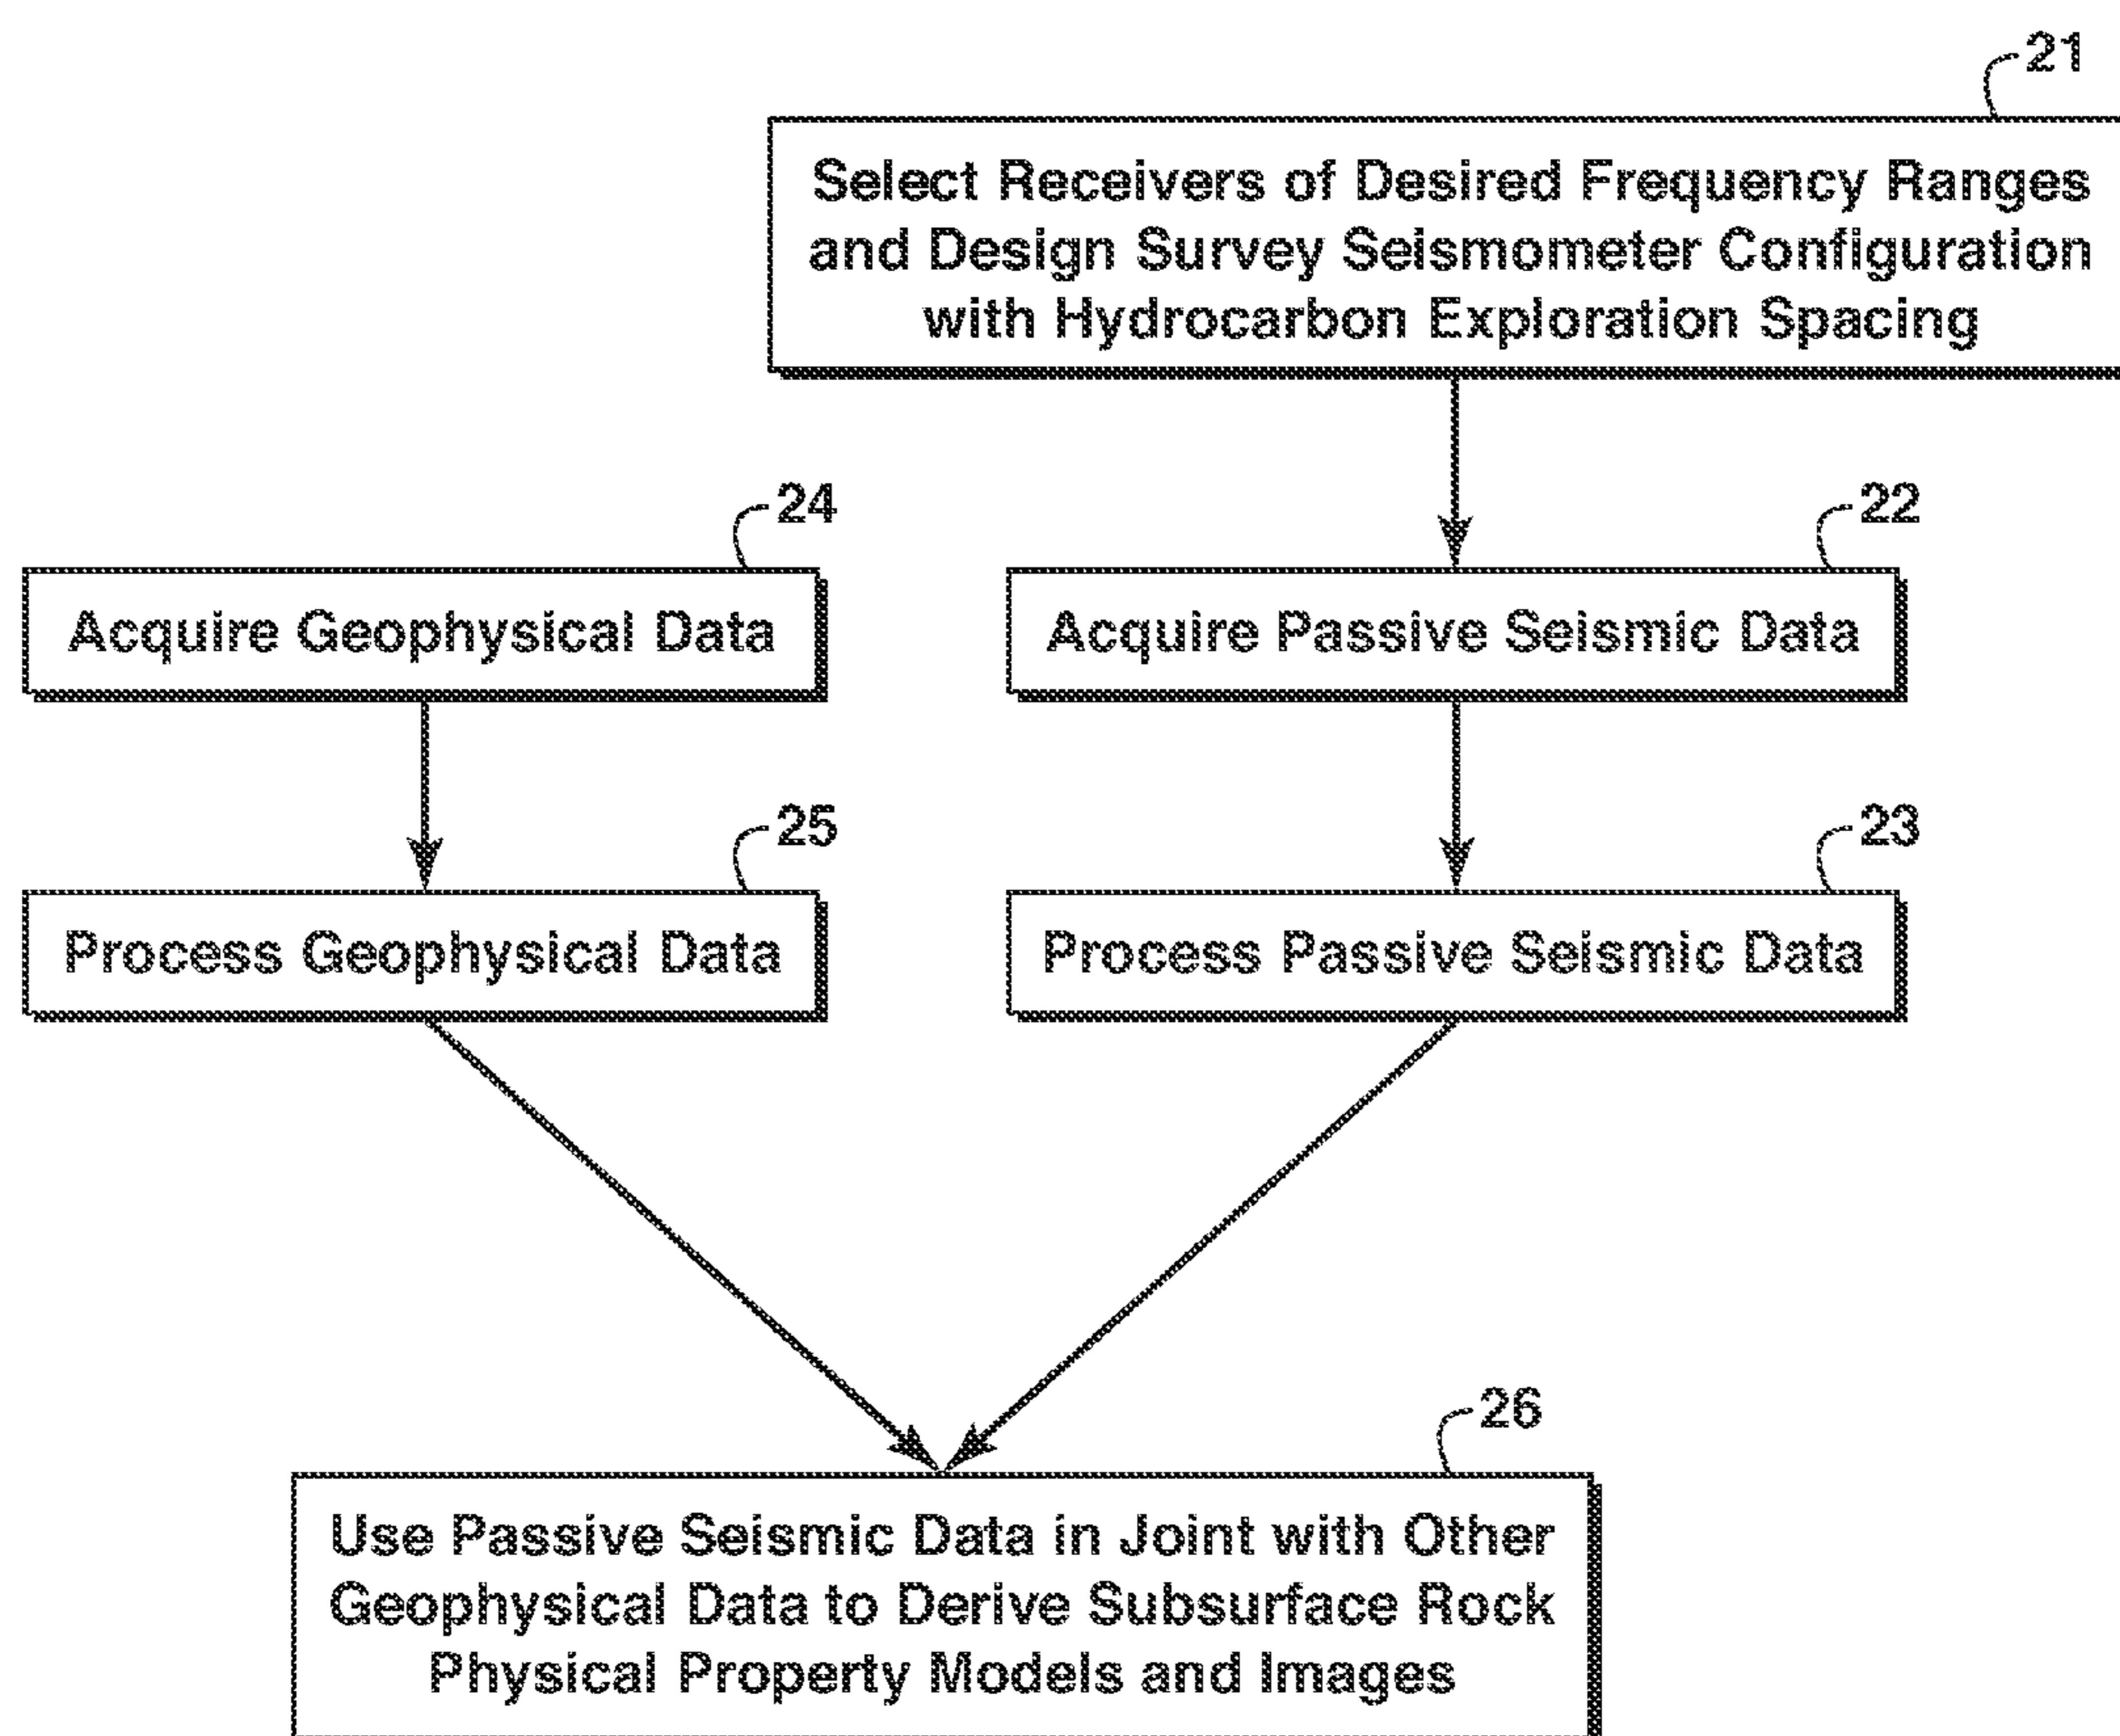 21
Select Receivers of Desired Frequency Ranges
and Design Survey Seismometer Configuration
with Hydrocarbon Exploration Spacing
24
Acquire Geophysical Data
22
Acquire Passive Seismic Data
25
Process Geophysical Data
23
Process Passive Seismic Data
26
Use Passive Seismic Data in Joint with Other
Geophysical Data to Derive Subsurface Rock
Physical Property Models and Images